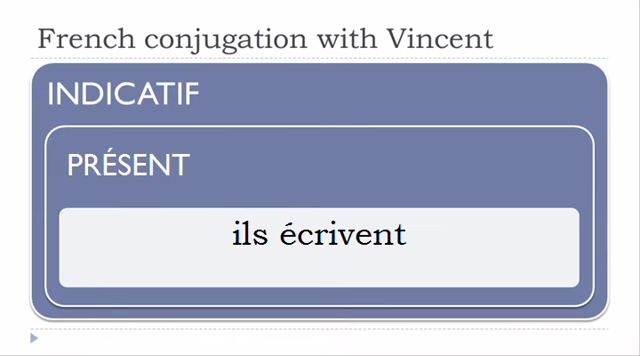 French conjugation with Vincent
INDICATIF
PRÉSENT
ils écrivent